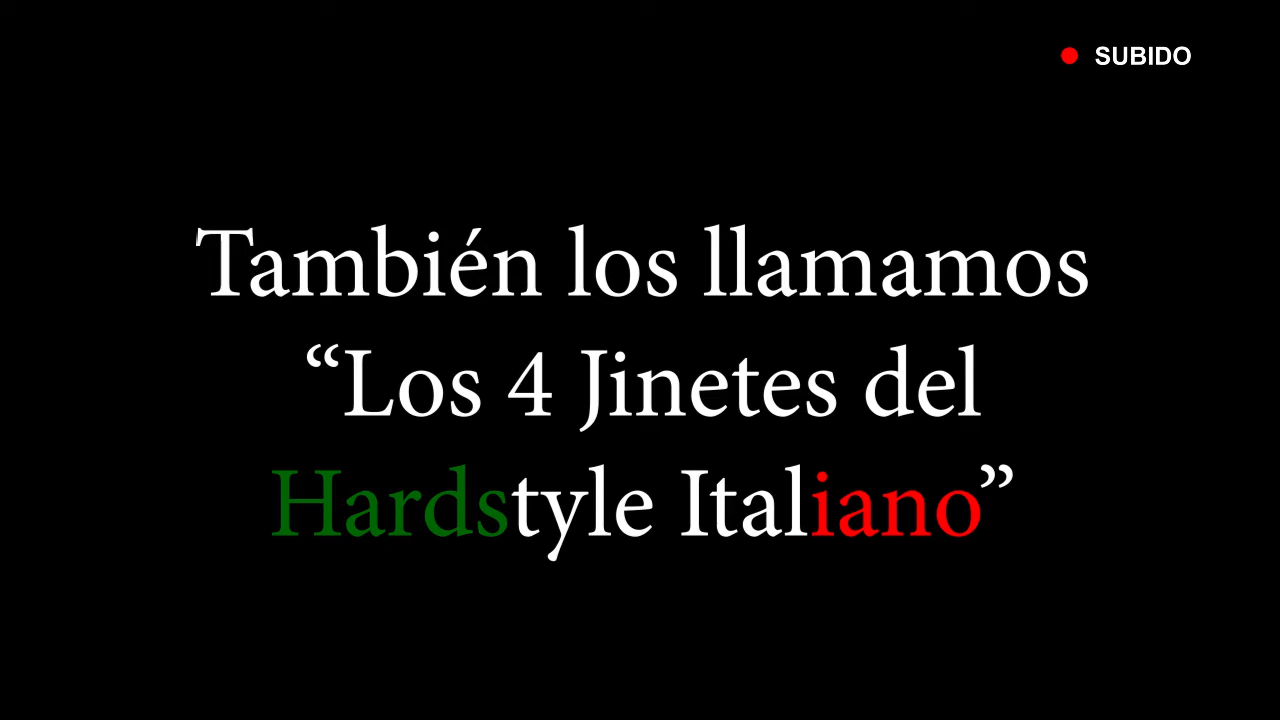 SUBIDO
También los llamamos
“Los 4 Jinetes del
Hardstyle Italiano”